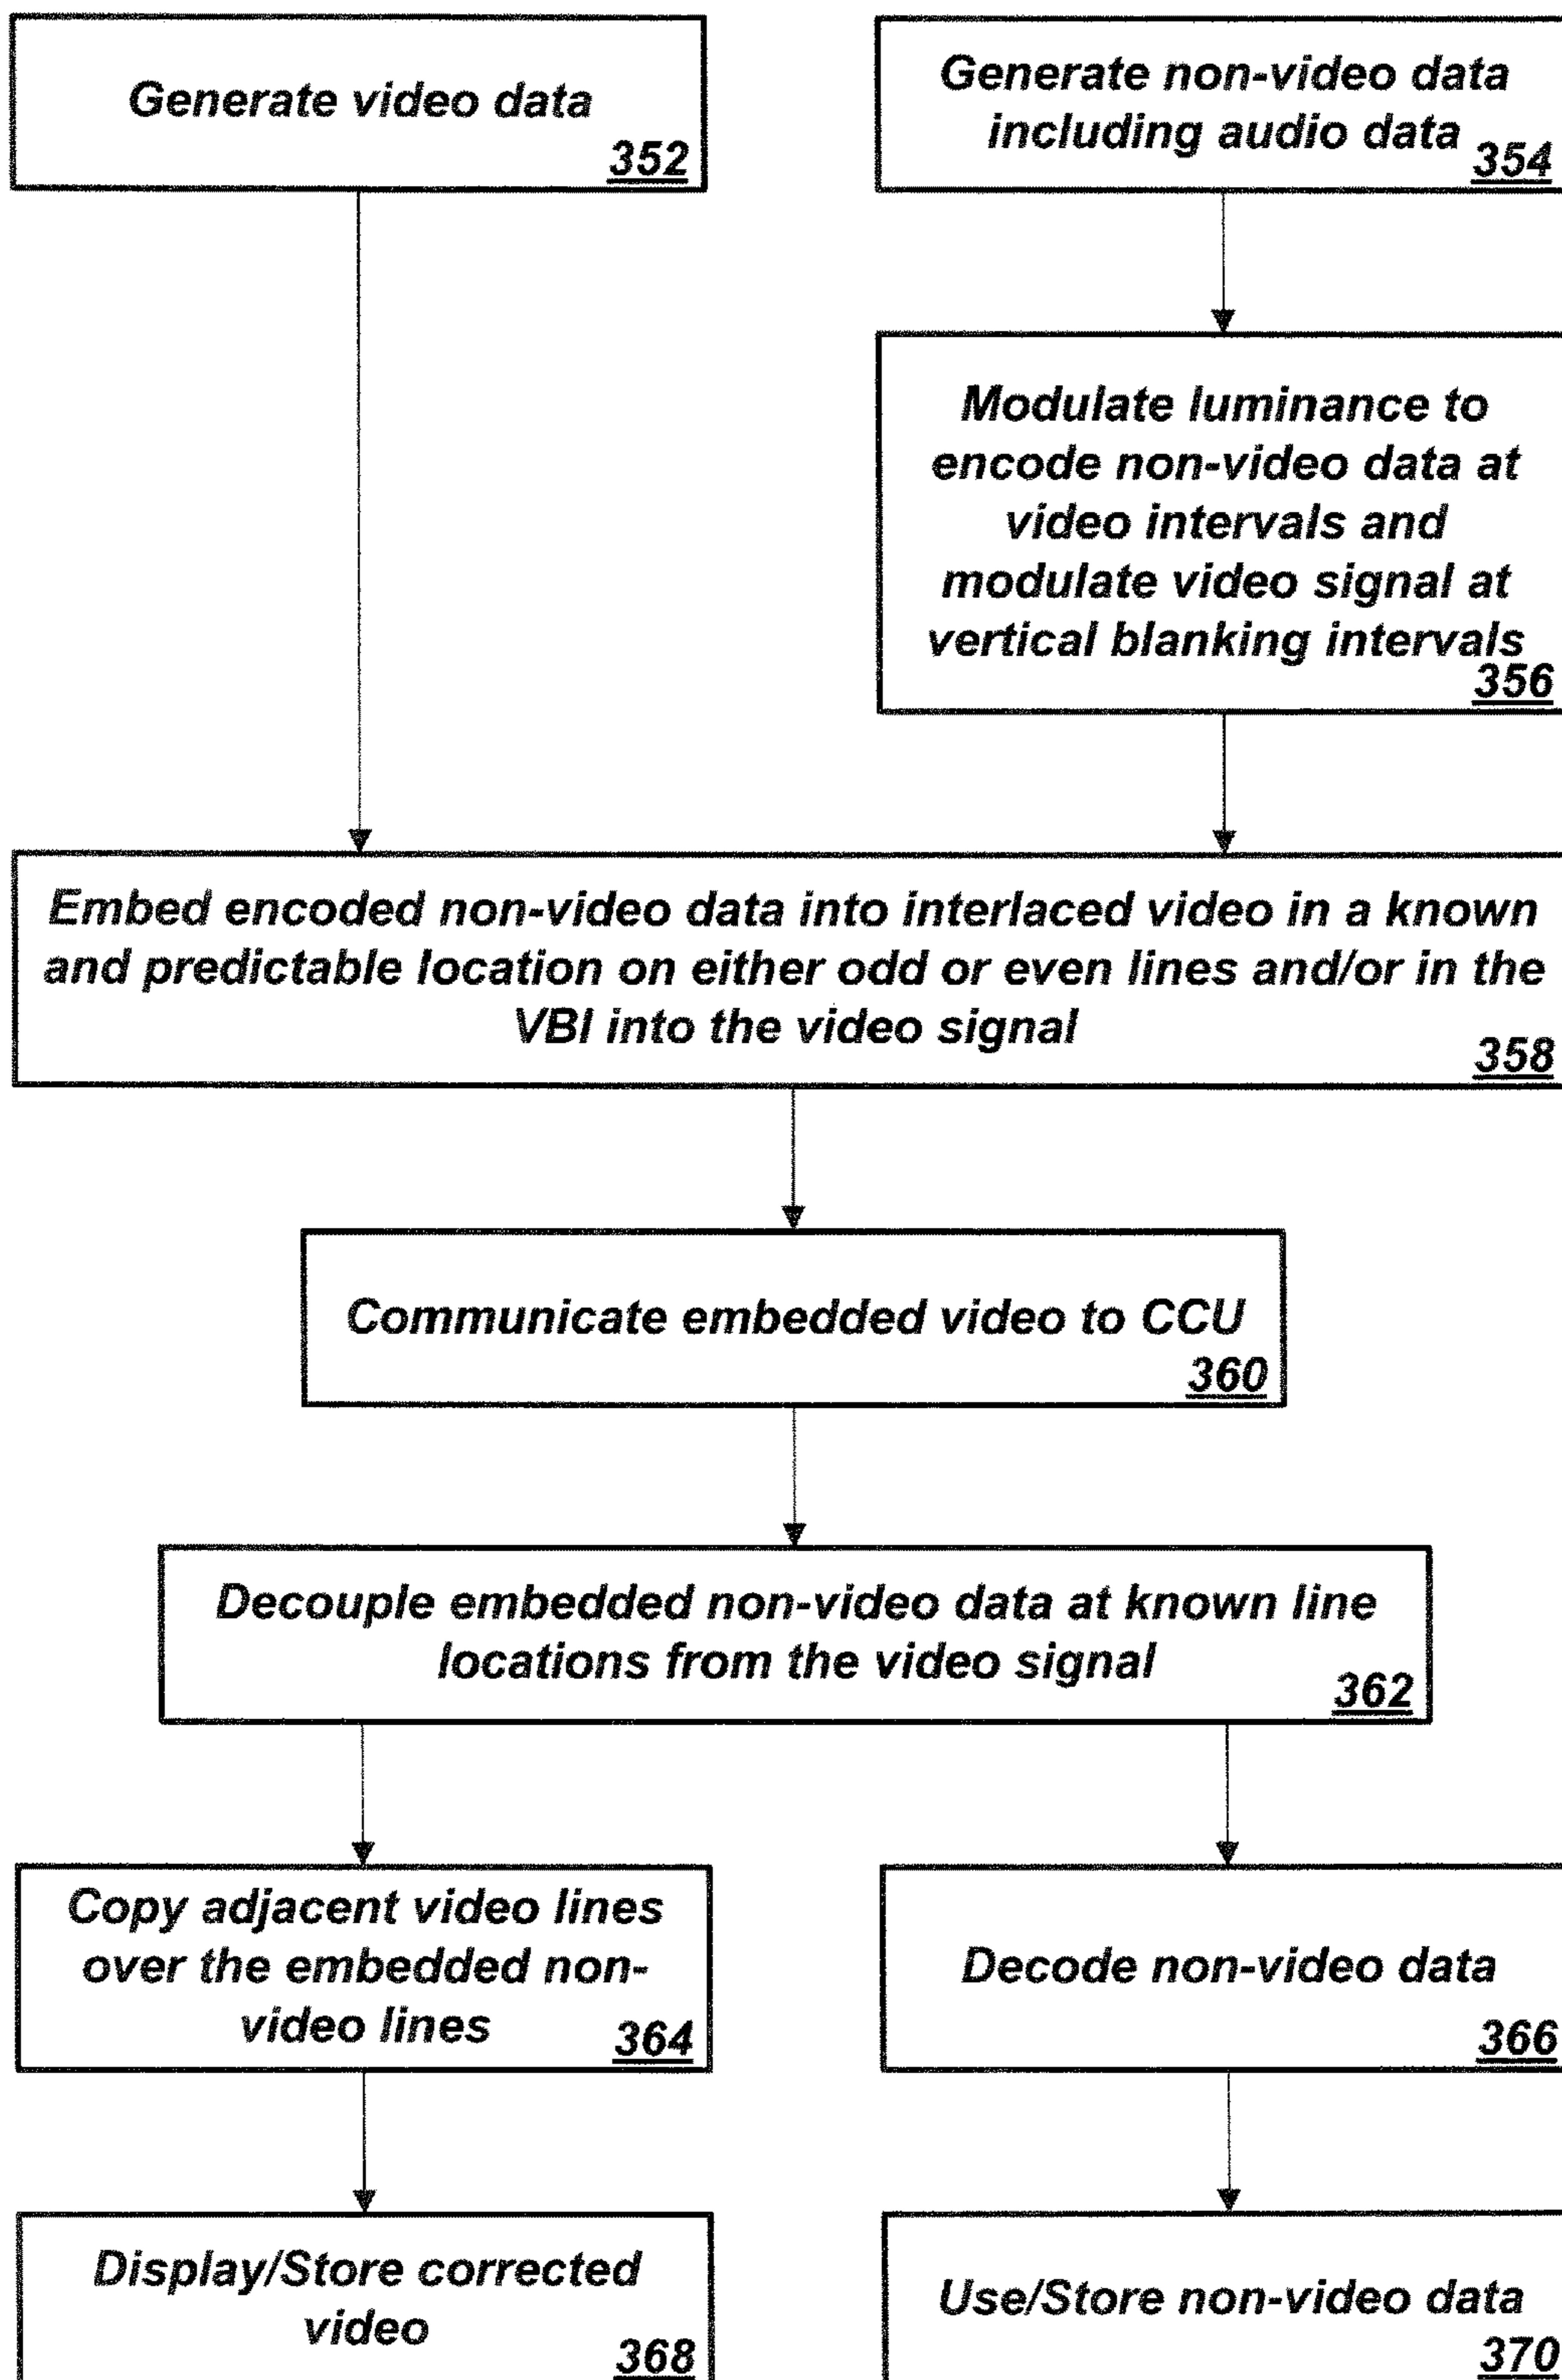 Generate video data
352
Generate non-video data
including audio data
354
Modulate luminance to
encode non-video data at
video intervals and
modulate video signal at
vertical blanking intervals
356
Embed encoded non-video data into interlaced video in a known
and predictable location on either odd or even lines and/or in the
VBI into the video signal
358
Communicate embedded video to CCU
360
Decouple embedded non-video data at known line
locations from the video signal
362
Copy adjacent video lines
over the embedded non-
video lines
364
Decode non-video data
366
Display/Store corrected
video
368
Use/Store non-video data
370